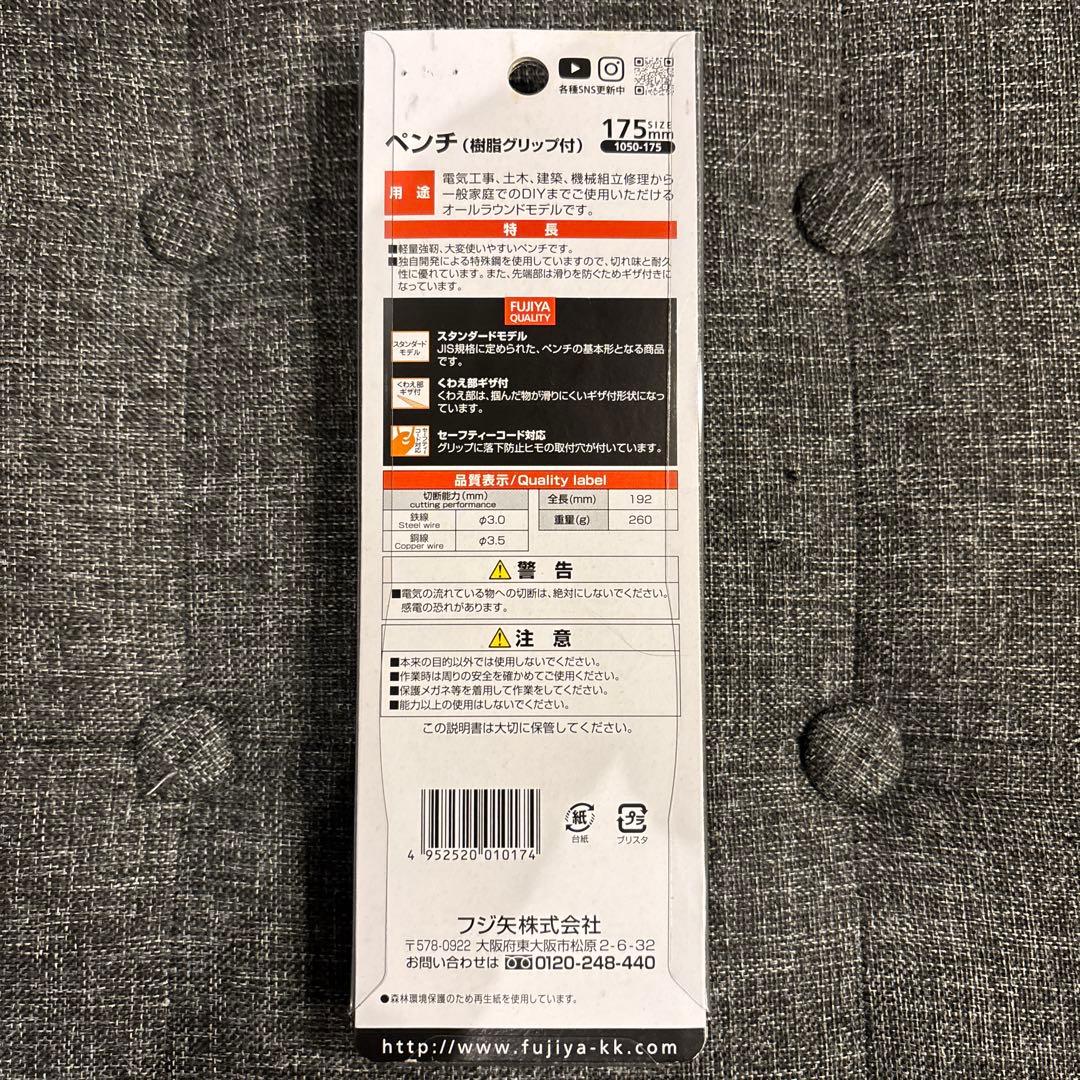 各種SNS更新中
ペンチ(樹脂グリップ付)
175mm SIZE
1050-175
用途
電気工事、土木、建築、機械組立修理から
一般家庭でのDIYまでご使用いただける
オールラウンドモデルです。
特長
■軽量強靭、大変使いやすいペンチです。
■独自開発による特殊鋼を使用していますので、切れ味と耐久
性に優れています。また、先端部は滑りを防ぐためギザ付きに
なっています。
FUJIYA
QUALITY
スタンダード
モデル
スタンダードモデル
JIS規格に定められた、ペンチの基本形となる商品
です。
くわえ部
ギザ付
くわえ部ギザ付
くわえ部は、掴んだ物が滑りにくいギザ付形状になっ
ています。
セーフティー
コード対応
セーフティーコード対応
グリップに落下防止ヒモの取付穴が付いています。
品質表示/Quality label
切断能力(mm)
cutting performance
鉄線
Steel wire
φ3.0
銅線
Copper wire
φ3.5
全長(mm) 192
重量(g) 260
警告
■電気の流れている物への切断は、絶対にしないでください。
感電の恐れがあります。
注意
■本来の目的以外では使用しないでください。
■作業時は周りの安全を確かめてご使用ください。
■保護メガネ等を着用して作業をしてください。
■能力以上の使用はしないでください。
この説明書は大切に保管してください。
4 952520 010174
紙
台紙
プラ
ブリスタ
フジ矢株式会社
〒578-0922 大阪府東大阪市松原2-6-32
お問い合わせは 0120-248-440
●森林環境保護のため再生紙を使用しています。
http://www.fujiya-kk.com